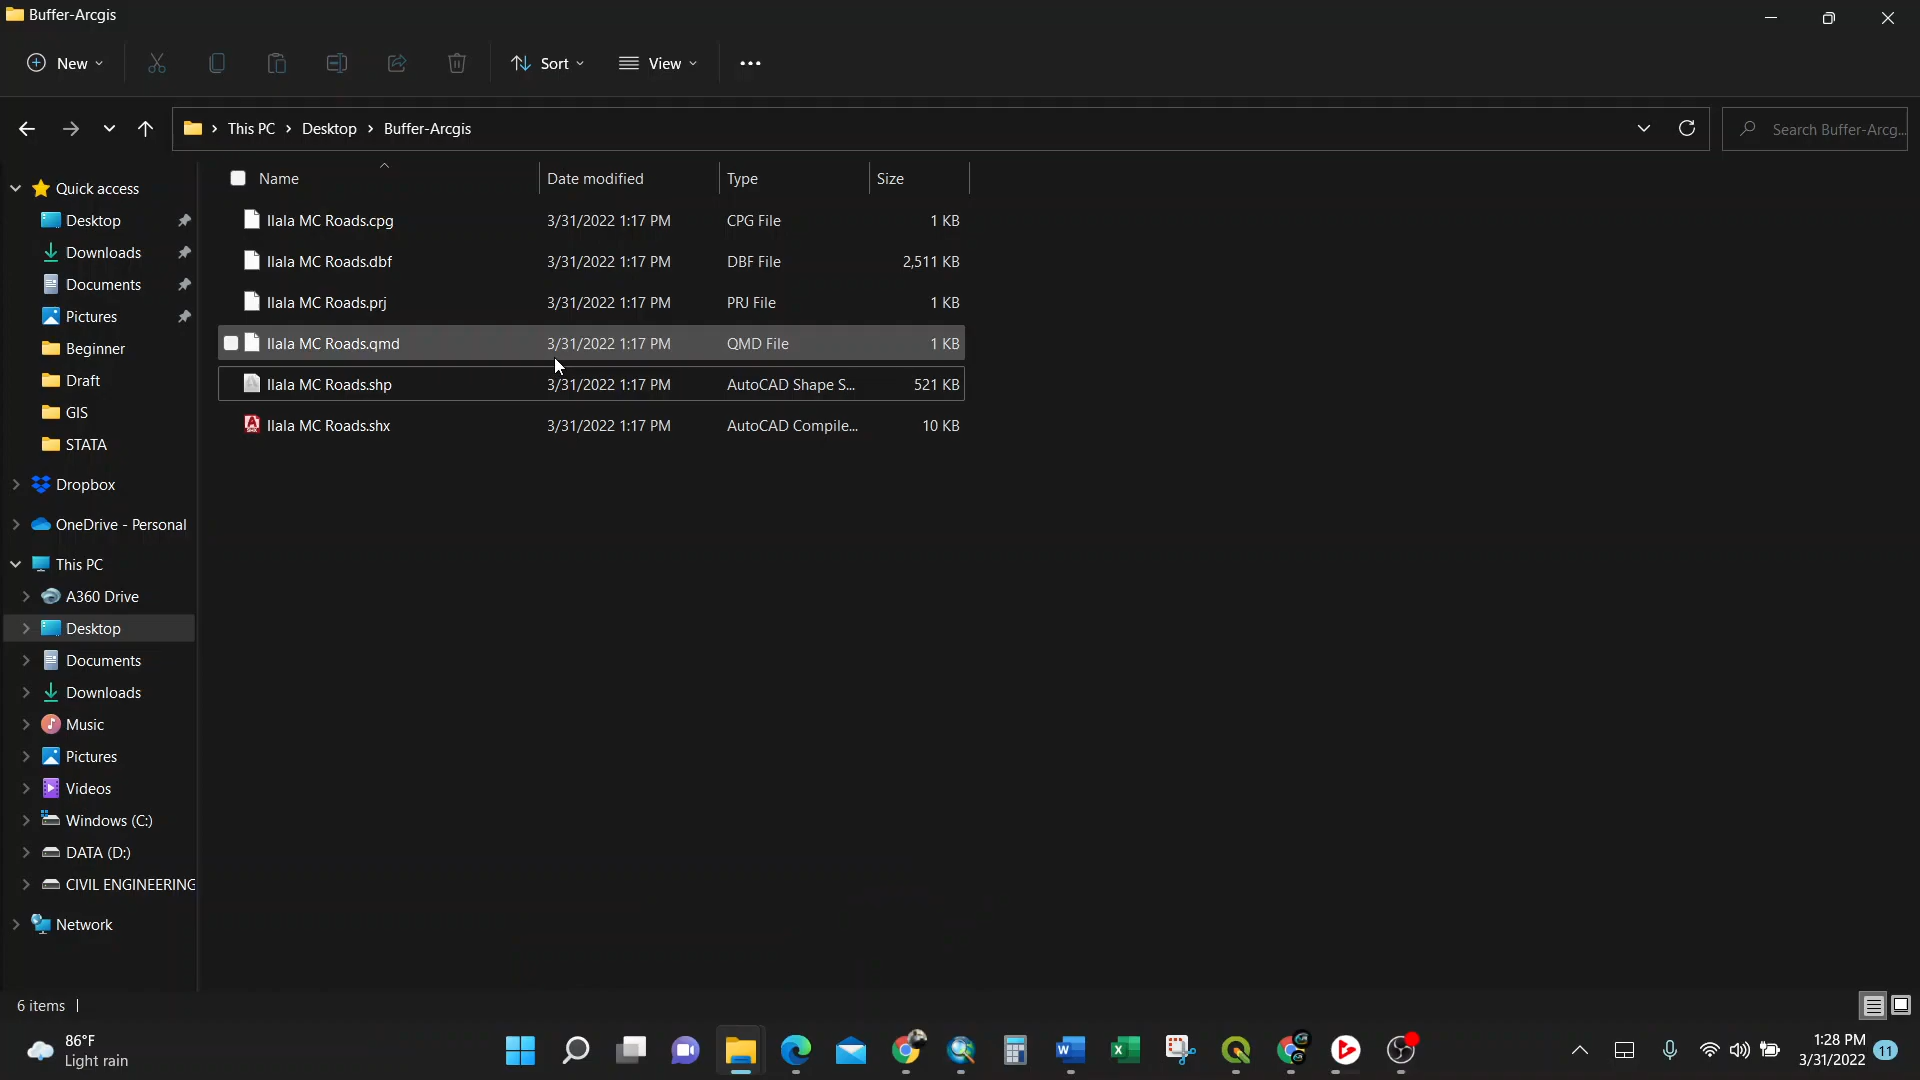 Buffer-Arcgis
New
Sort
View
This PC
Desktop
Buffer-Arcgis
Search Buffer-Arcg...
Name
Date modified
Type
Size
Ilala MC Roads.cpg
3/31/2022 1:17 PM
CPG File
1 KB
Ilala MC Roads.dbf
3/31/2022 1:17 PM
DBF File
2,511 KB
Ilala MC Roads.prj
3/31/2022 1:17 PM
PRJ File
1 KB
Ilala MC Roads.qmd
3/31/2022 1:17 PM
QMD File
1 KB
Ilala MC Roads.shp
3/31/2022 1:17 PM
AutoCAD Shape S...
521 KB
Ilala MC Roads.shx
3/31/2022 1:17 PM
AutoCAD Compile...
10 KB
Quick access
Desktop
Downloads
Documents
Pictures
Beginner
Draft
GIS
STATA
Dropbox
OneDrive - Personal
This PC
A360 Drive
Desktop
Documents
Downloads
Music
Pictures
Videos
Windows (C:)
DATA (D:)
CIVIL ENGINEERING
Network
6 items
86°F
Light rain
1:28 PM
3/31/2022
11